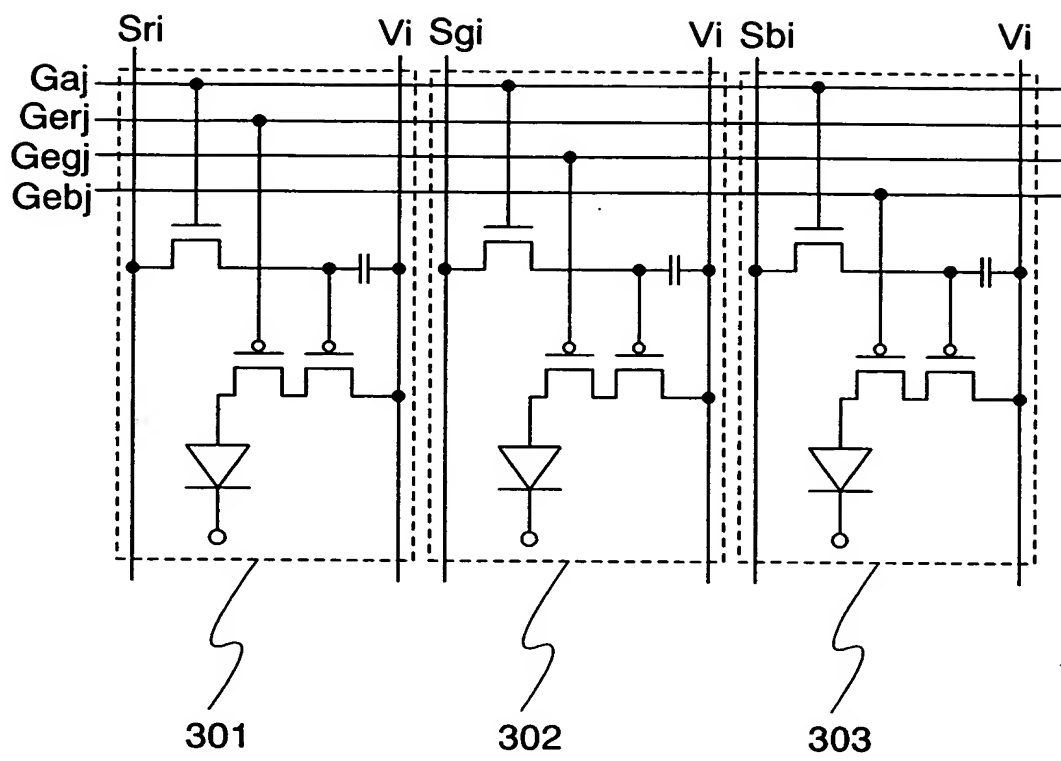 Sri Vi Sgi Vi Sbi Vi
Gaj
Gerj
Gegj
Gebj
301 302 303